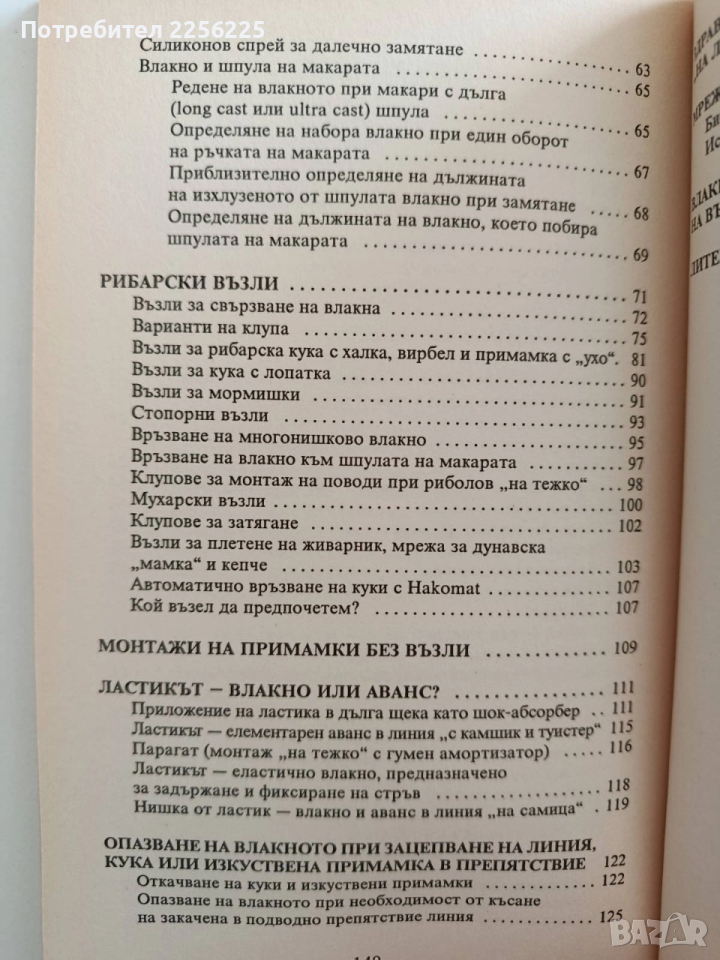 Потребител 2256225
Силиконов спрей за далечно замятане
Влакно и шпула на макарата . . . . . . . . . . . . . . . . . . . . . 63
Редене на влакното при макари с дълга . . . . . . . . . 65
(long cast или ultra cast) шпула
Определяне на набора влакно при един оборот . . . . 65
на ръчката на макарата
Приблизително определяне на дължината . . . . . . . . 67
на изхлузеното от шпулата влакно при замятане . . . . . 68
Определяне на дължината на влакно, което побира
шпулата на макарата . . . . . . . . . . . . . . . . . . . . . . . . 69
РИБАРСКИ ВЪЗЛИ . . . . . . . . . . . . . . . . . . . . . . . . . . . . 71
Възли за свързване на влакна . . . . . . . . . . . . . . . . . . . 72
Варианти на клупа . . . . . . . . . . . . . . . . . . . . . . . . . . . . 75
Възли за рибарска кука с халка, вирбел и примамка с „ухо“. 81
Възли за кука с лопатка . . . . . . . . . . . . . . . . . . . . . . . . 90
Възли за мормишки . . . . . . . . . . . . . . . . . . . . . . . . . . . 91
Стопорни възли . . . . . . . . . . . . . . . . . . . . . . . . . . . . . . 93
Връзване на многонишково влакно . . . . . . . . . . . . . . . 95
Връзване на влакно към шпулата на макарата . . . . . . . . 97
Клупове за монтаж на поводи при риболов „на тежко“ . . . 98
Мухарски възли . . . . . . . . . . . . . . . . . . . . . . . . . . . . . . 100
Клупове за затягане . . . . . . . . . . . . . . . . . . . . . . . . . . . 102
Възли за плетене на живарник, мрежа за дунавска
„мамка“ и кепче . . . . . . . . . . . . . . . . . . . . . . . . . . . . . . 103
Автоматично връзване на куки с Hakomat . . . . . . . . . . . 107
Кой възел да предпочетем? . . . . . . . . . . . . . . . . . . . . . 107
МОНТАЖИ НА ПРИМАМКИ БЕЗ ВЪЗЛИ . . . . . . . . . . . . 109
ЛАСТИКЪТ – ВЛАКНО ИЛИ АВАНС? . . . . . . . . . . . . . . . 111
Приложение на ластика в дълга щека като шок-абсорбер . . 111
Ластикът – елементарен аванс в линия „с камшик и туистер“ 115
Парагат (монтаж „на тежко“ с гумен амортизатор) . . . . . 116
Ластикът – еластично влакно, предназначено
за задържане и фиксиране на стръв . . . . . . . . . . . . . . . 118
Нишка от ластик – влакно и аванс в линия „на самица“ . . 119
ОПАЗВАНЕ НА ВЛАКНОТО ПРИ ЗАЦЕПВАНЕ НА ЛИНИЯ,
КУКА ИЛИ ИЗКУСТВЕНА ПРИМАМКА В ПРЕПЯТСТВИЕ 122
Откачване на куки и изкуствени примамки . . . . . . . . . . 122
Опазване на влакното при необходимост от късане
на закачена в подводно препятствие линия . . . . . . . . . . 125
BAZAR